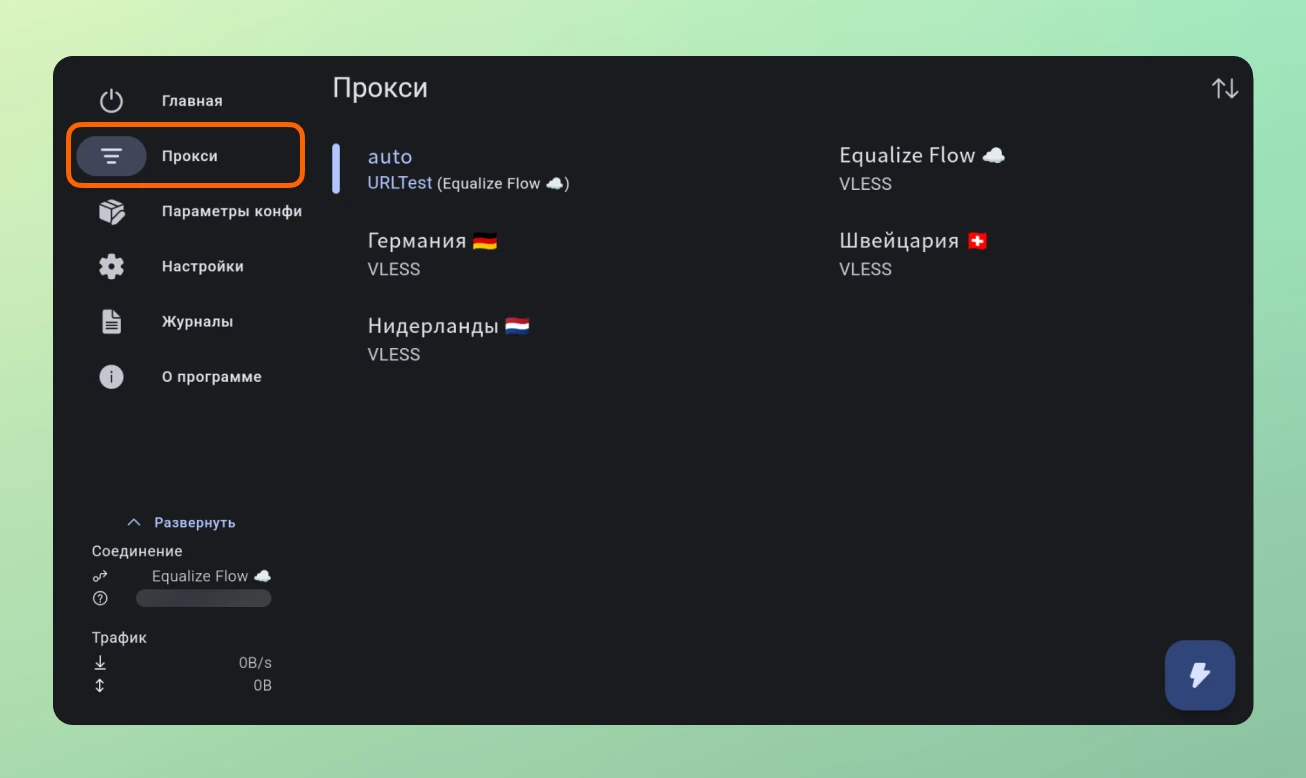 Главная
Прокси
Параметры конфи
Настройки
Журналы
О программе
Развернуть
Соединение
Equalize Flow ☁️
Трафик
0B/s
0B
Прокси
auto
URLTest (Equalize Flow ☁️)
Equalize Flow ☁️
VLESS
Германия 🇩🇪
VLESS
Швейцария 🇨🇭
VLESS
Нидерланды 🇳🇱
VLESS